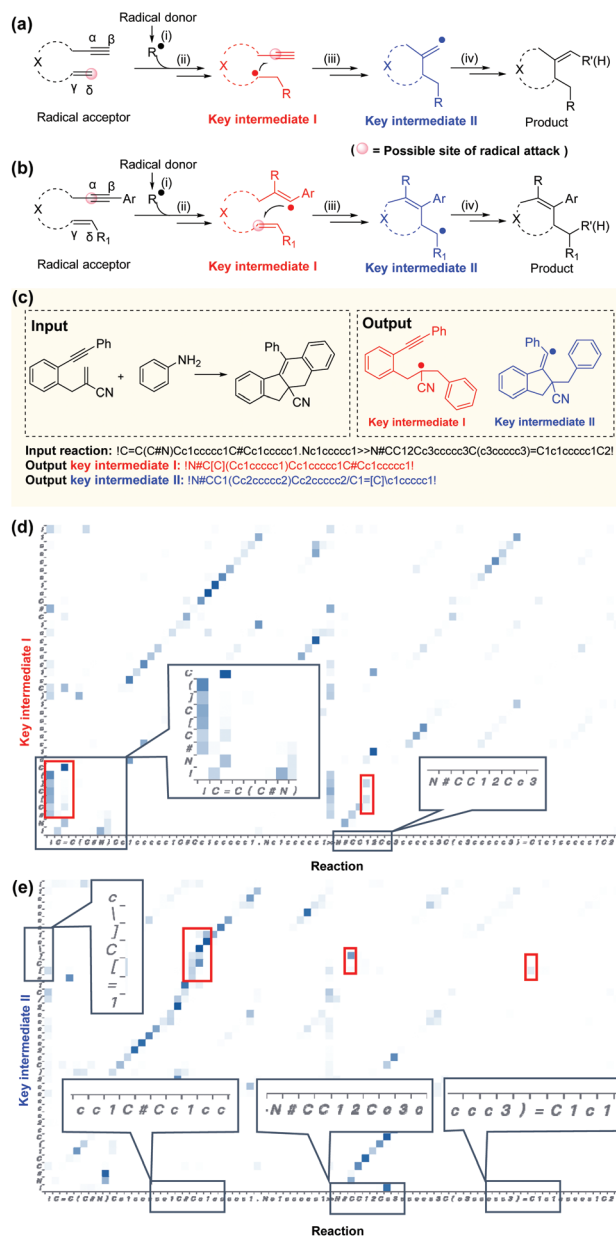 (a)
Radical donor
R• (i)
α β
X
γ δ
(ii)
(iii)
(iv)
X
R
X
R
X
R'(H)
R
Radical acceptor
Key intermediate I
Key intermediate II
Product
( = Possible site of radical attack )
(b)
Radical donor
R• (i)
α β
Ar
X
γ δ
R1
(ii)
R
Ar
X
R1
(iii)
R
Ar
X
R1
(iv)
R
Ar
X
R'(H)
R1
Radical acceptor
Key intermediate I
Key intermediate II
Product
(c)
Input
Output
Ph
CN
+
NH2
Ph
CN
Ph
CN
Ph
CN
Key intermediate I
Key intermediate II
Input reaction: !C=C(C#N)Cc1ccccc1C#Cc1ccccc1.Nc1ccccc1>>N#CC12Cc3ccccc3C(c3ccccc3)=C1c1ccccc1C2!
Output key intermediate I: !N#C[C](Cc1ccccc1)Cc1ccccc1C#Cc1ccccc1!
Output key intermediate II: !N#CC1(Cc2ccccc2)Cc2ccccc2/C1=[C]\c1ccccc1!
(d)
Key intermediate I
C
(
]
C
[
C
#
N
!
! C = C ( C # N )
N # C C 1 2 C c 3
Reaction
(e)
Key intermediate II
c
\
]
C
[
=
1
c c 1 C # C c 1 c c
N # C C 1 2 C c 3 c
c c c 3 ) = C 1 c 1
Reaction